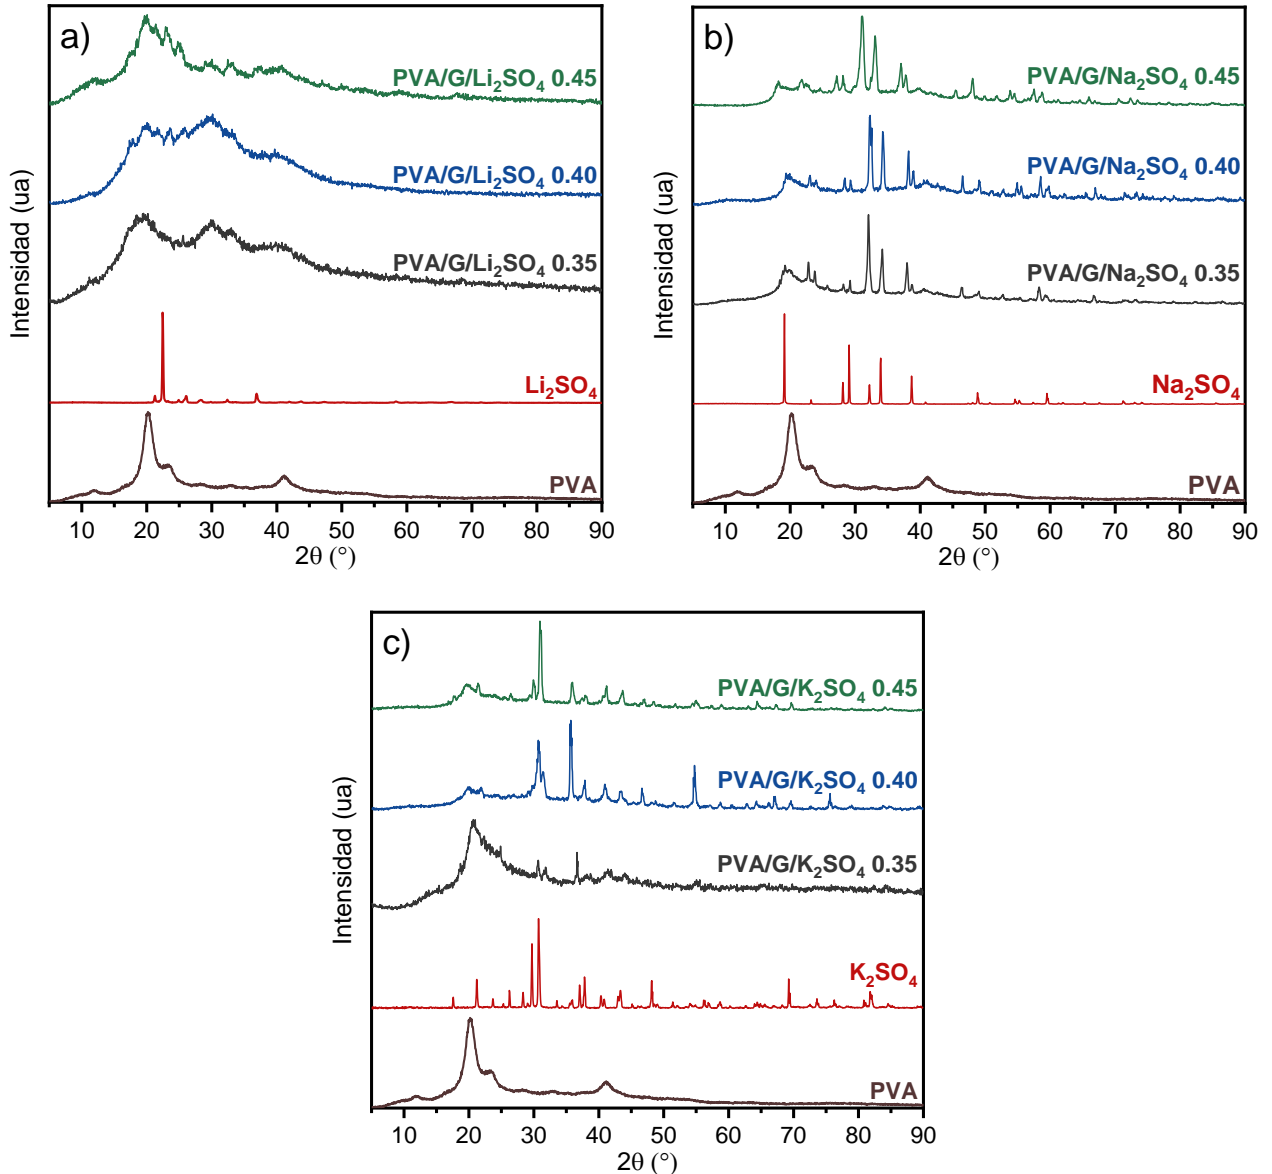 a)
PVA/G/Li₂SO₄ 0.45
PVA/G/Li₂SO₄ 0.40
PVA/G/Li₂SO₄ 0.35
Li₂SO₄
PVA
Intensidad (ua)
10 20 30 40 50 60 70 80 90
2θ (°)
b)
PVA/G/Na₂SO₄ 0.45
PVA/G/Na₂SO₄ 0.40
PVA/G/Na₂SO₄ 0.35
Na₂SO₄
PVA
Intensidad (ua)
10 20 30 40 50 60 70 80 90
2θ (°)
c)
PVA/G/K₂SO₄ 0.45
PVA/G/K₂SO₄ 0.40
PVA/G/K₂SO₄ 0.35
K₂SO₄
PVA
Intensidad (ua)
10 20 30 40 50 60 70 80 90
2θ (°)